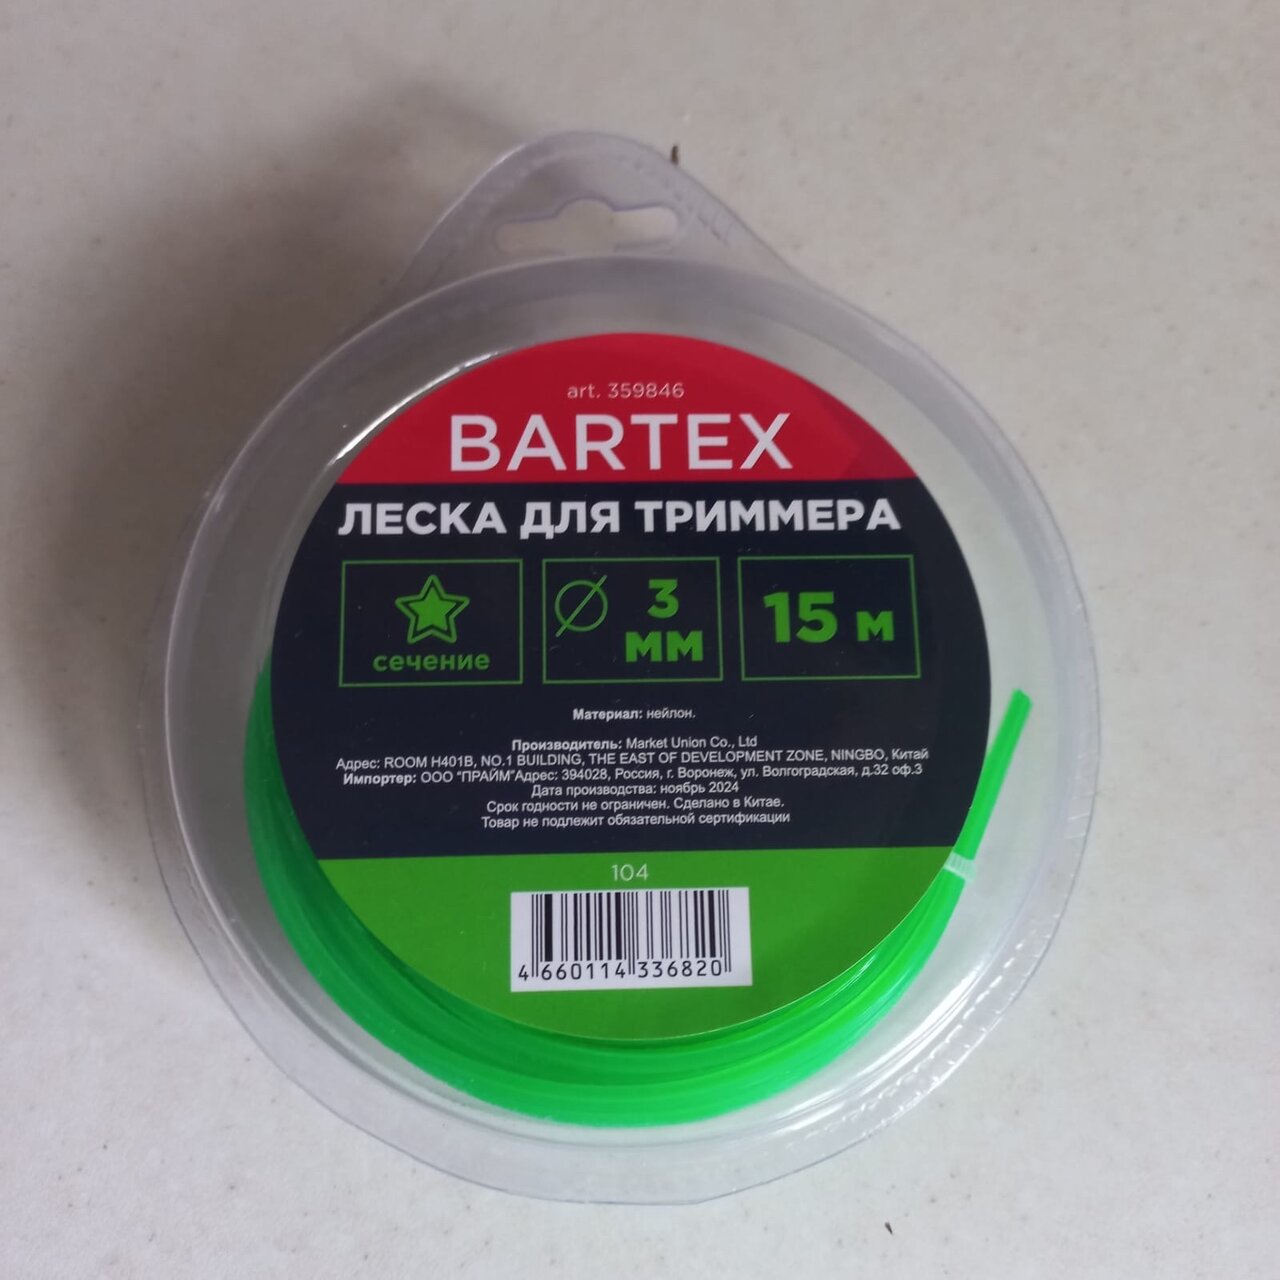 art. 359846
BARTEX
ЛЕСКА ДЛЯ ТРИММЕРА
сечение
3 мм
15 м
Материал: нейлон.
Производитель: Market Union Co., Ltd
Адрес: ROOM H401B, NO.1 BUILDING, THE EAST OF DEVELOPMENT ZONE, NINGBO, Китай
Импортер: ООО "ПРАЙМ"Адрес: 394028, Россия, г. Воронеж, ул. Волгоградская, д.32 оф.3
Дата производства: ноябрь 2024
Срок годности не ограничен. Сделано в Китае.
Товар не подлежит обязательной сертификации
104
4 660114 336820